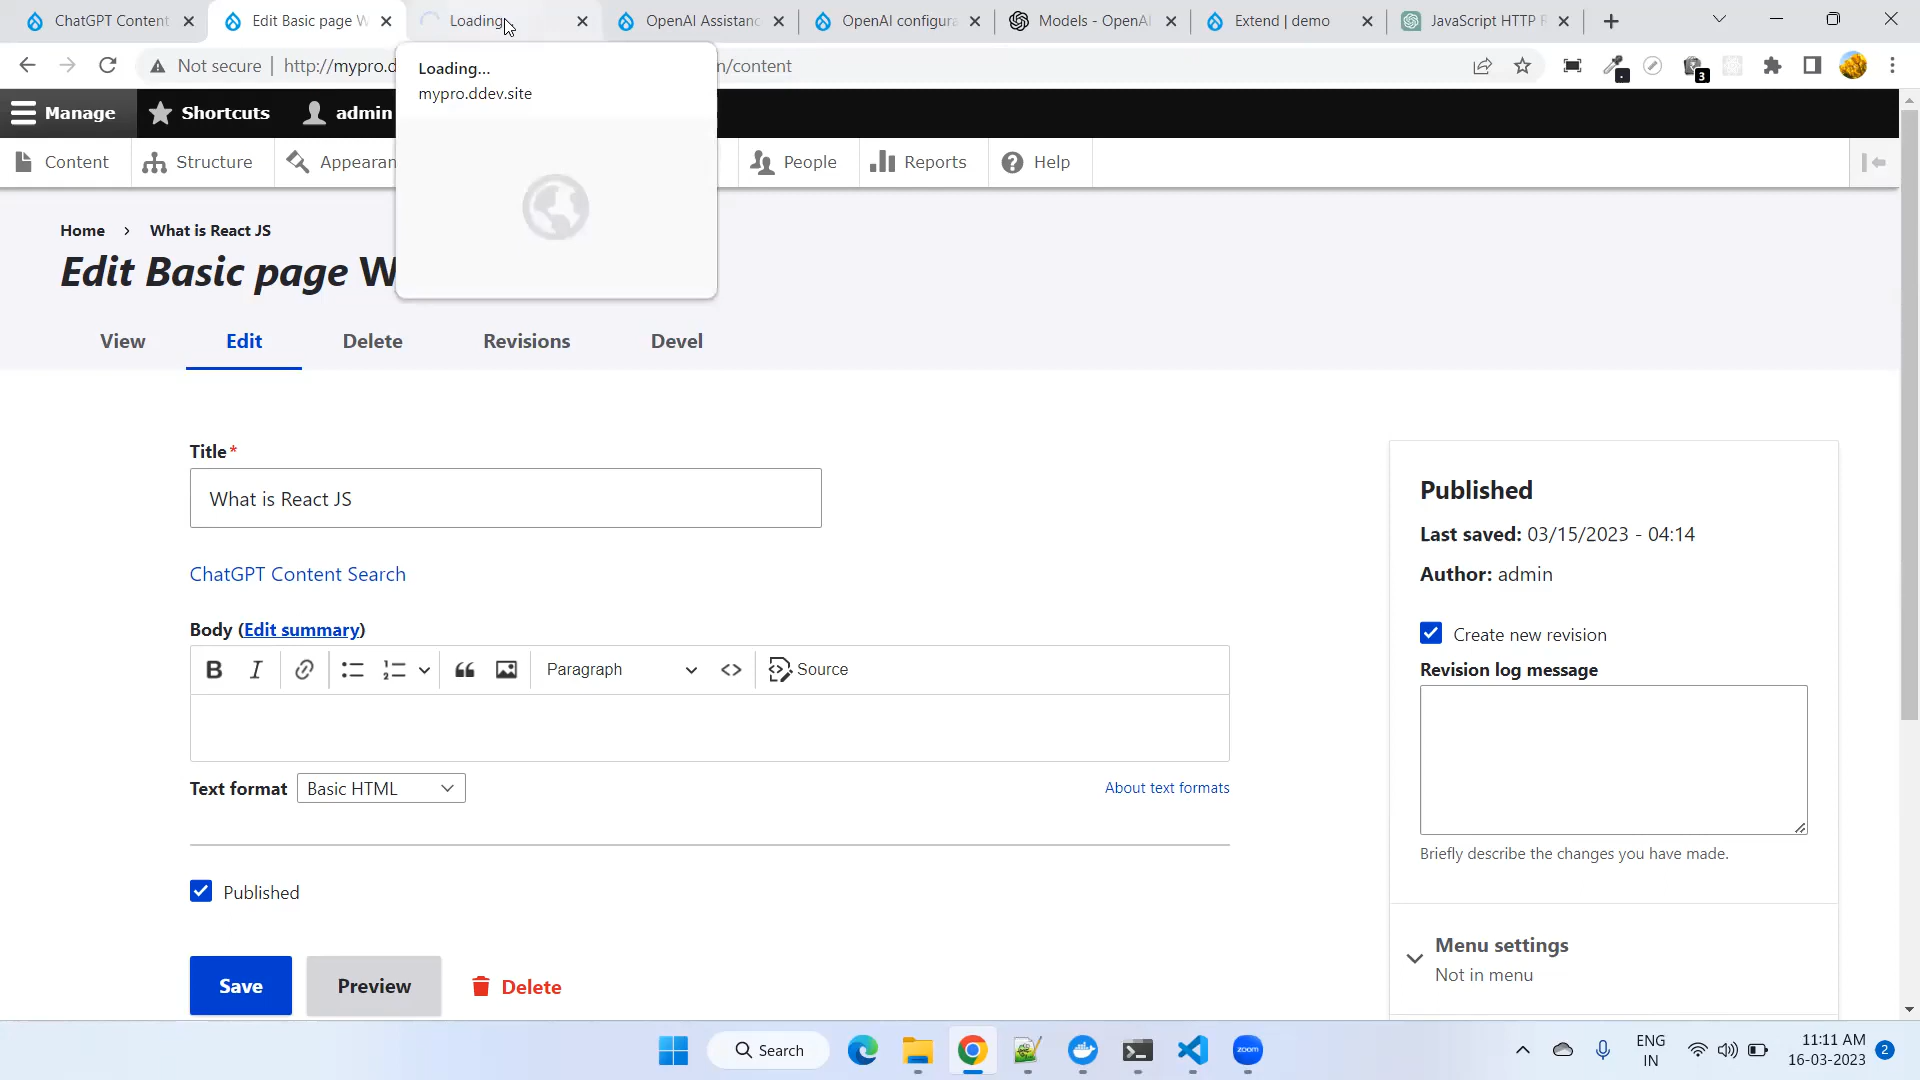 ChatGPT Content
Edit Basic page W
Loading
OpenAI Assistanc
OpenAI configura
Models - OpenAI
Extend | demo
JavaScript HTTP R
Not secure
http://mypro.d
n/content
3
Loading...
mypro.ddev.site
Manage
Shortcuts
admin
Content
Structure
Appearan
People
Reports
Help
Home › What is React JS
Edit Basic page W
View
Edit
Delete
Revisions
Devel
Title*
What is React JS
ChatGPT Content Search
Body (Edit summary)
B I
Paragraph
Source
Text format
Basic HTML
About text formats
Published
Save
Preview
Delete
Published
Last saved: 03/15/2023 - 04:14
Author: admin
Create new revision
Revision log message
Briefly describe the changes you have made.
Menu settings
Not in menu
Search
zoom
ENG
IN
11:11 AM
16-03-2023
2